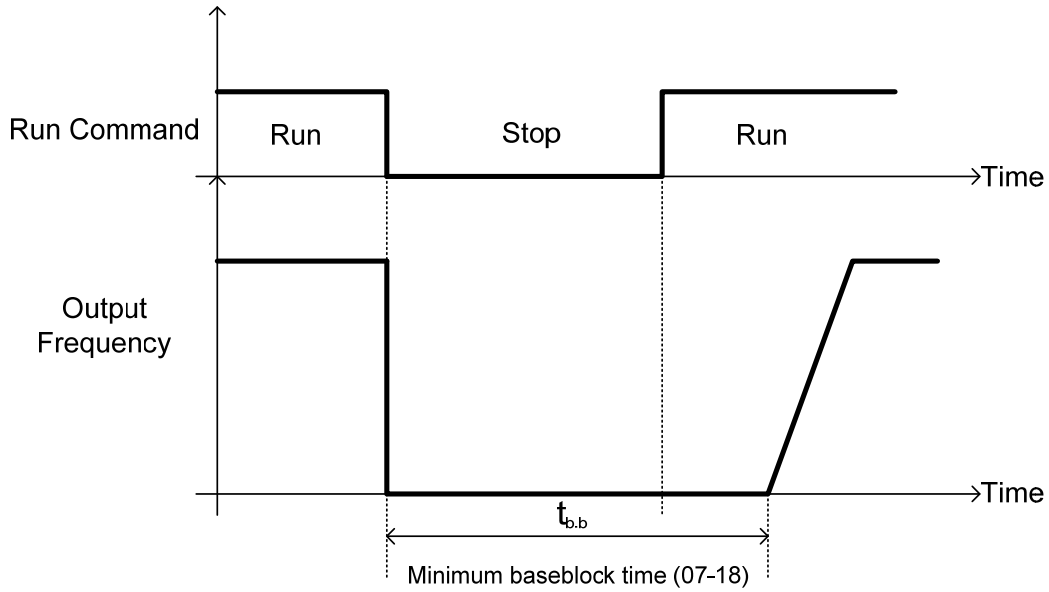 Run Command
Run
Stop
Run
Time
Output
Frequency
Time
tb.b
Minimum baseblock time (07-18)